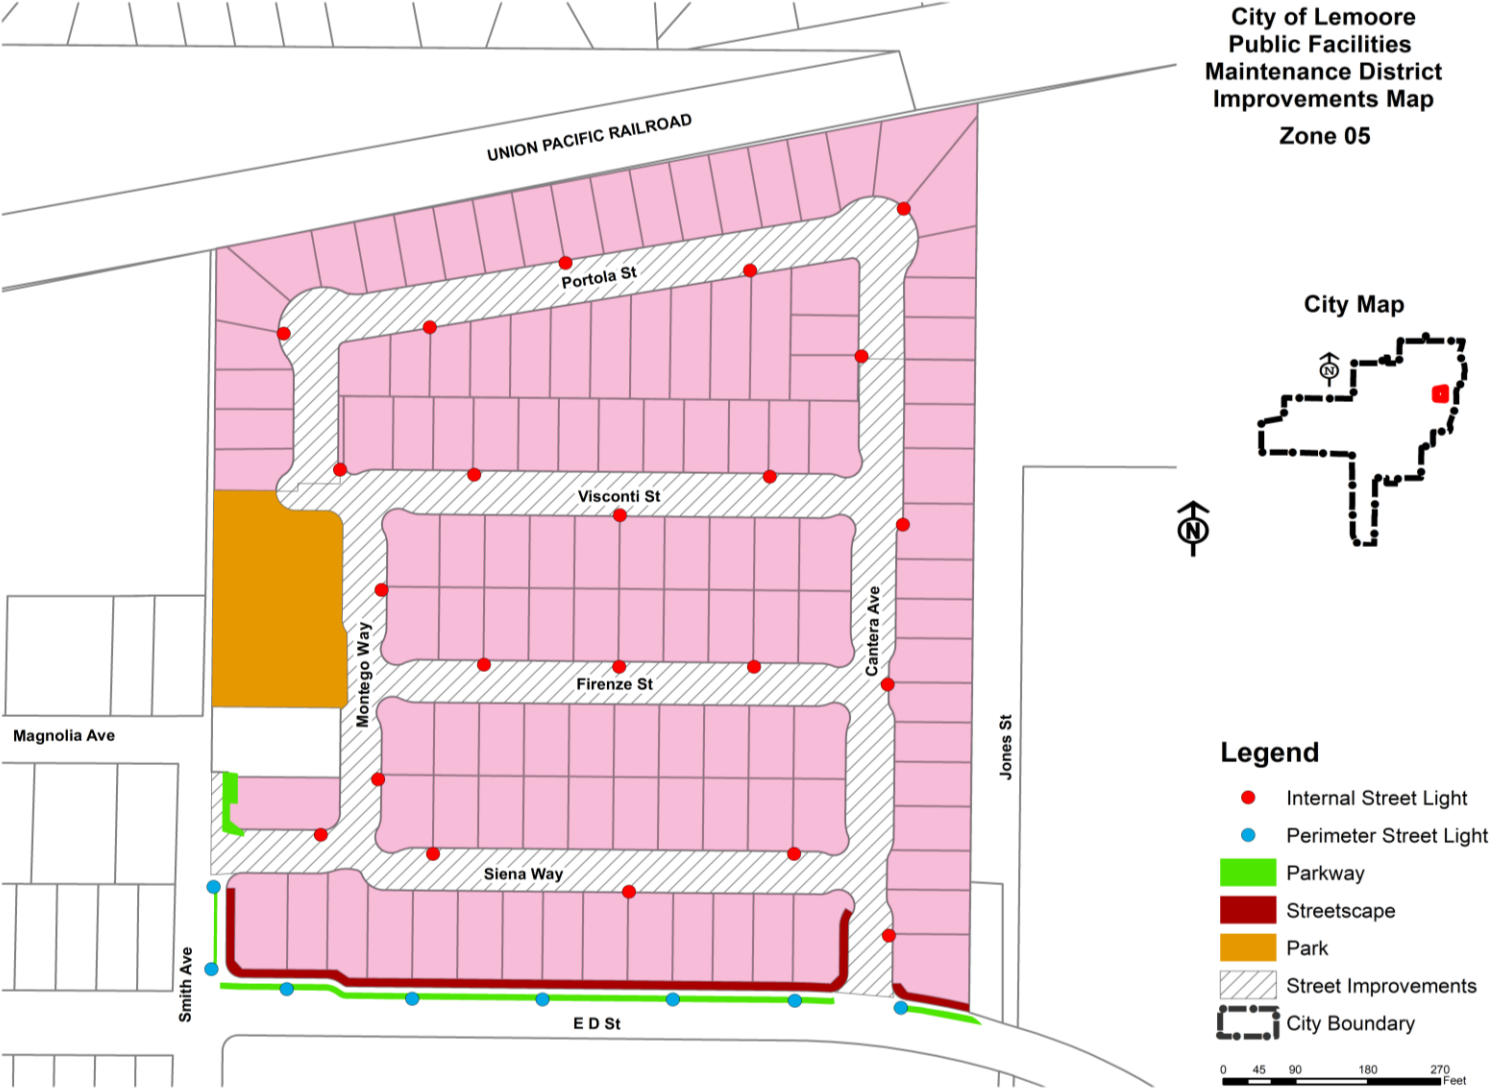 City of Lemoore
Public Facilities
Maintenance District
Improvements Map
Zone 05
UNION PACIFIC RAILROAD
Portola St
City Map
N
Visconti St
N
Cantera Ave
Montego Way
Firenze St
Magnolia Ave
Jones St
Siena Way
Smith Ave
E D St
Legend
Internal Street Light
Perimeter Street Light
Parkway
Streetscape
Park
Street Improvements
City Boundary
0 45 90 180 270
Feet